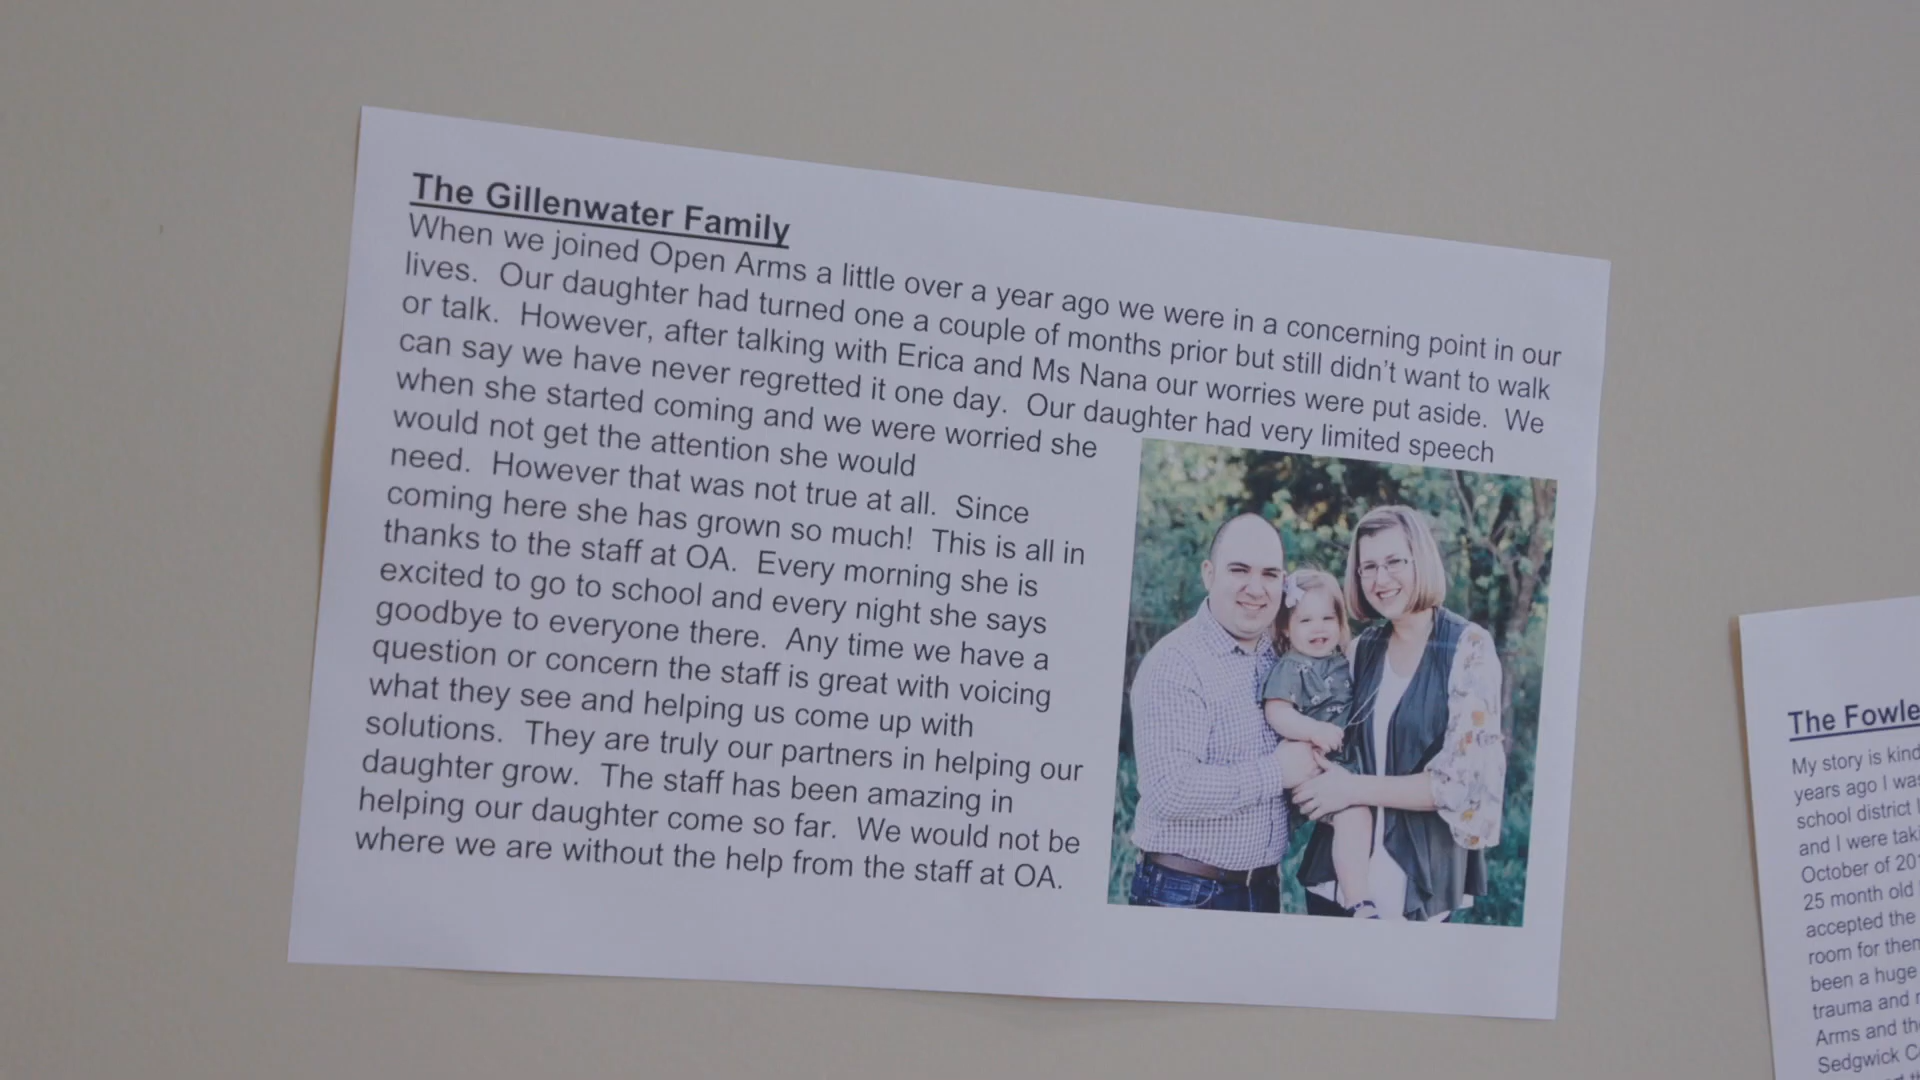 The Gillenwater Family
When we joined Open Arms a little over a year ago we were in a concerning point in our
lives.  Our daughter had turned one a couple of months prior but still didn't want to walk
or talk.  However, after talking with Erica and Ms Nana our worries were put aside.  We
can say we have never regretted it one day.  Our daughter had very limited speech
when she started coming and we were worried she
would not get the attention she would
need.  However that was not true at all.  Since
coming here she has grown so much!  This is all in
thanks to the staff at OA.  Every morning she is
excited to go to school and every night she says
goodbye to everyone there.  Any time we have a
question or concern the staff is great with voicing
what they see and helping us come up with
solutions.  They are truly our partners in helping our
daughter grow.  The staff has been amazing in
helping our daughter come so far.  We would not be
where we are without the help from the staff at OA.
The
My story is kind
years ago I was
school district
and I were
October of
25 month old
accepted the
room for
been a huge
trauma and
Arms and
Sedgwick